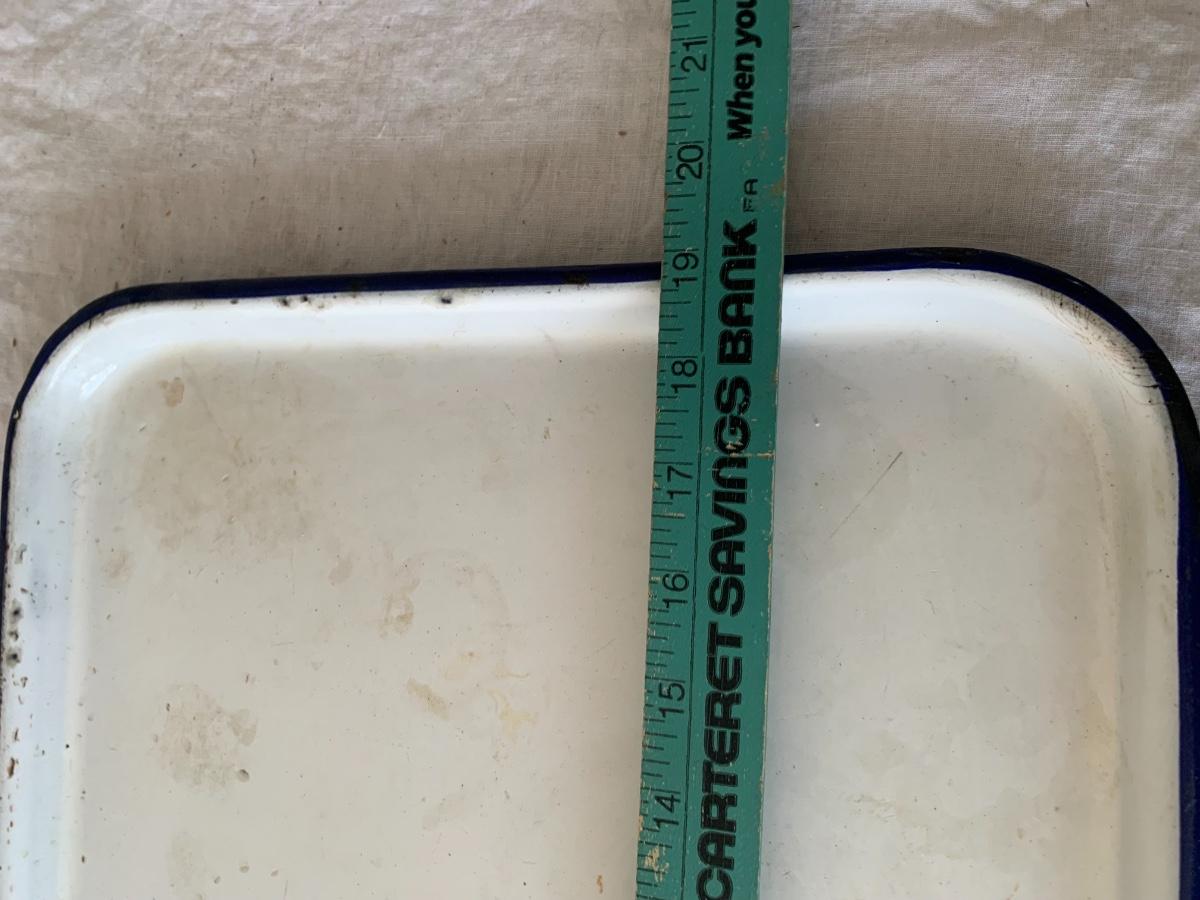 14 15 16 17 18 19 20 21
CARTERET SAVINGS BANK FA When you